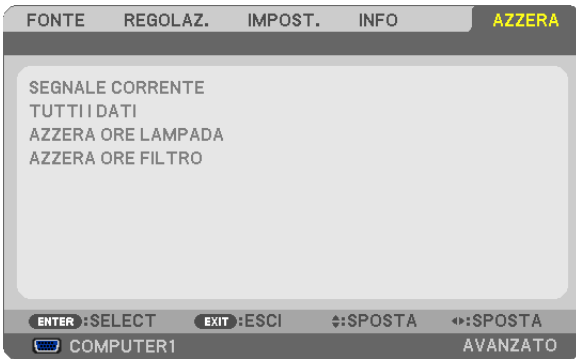 FONTE REGOLAZ. IMPOST. INFO AZZERA
SEGNALE CORRENTE
TUTTI I DATI
AZZERA ORE LAMPADA
AZZERA ORE FILTRO
ENTER :SELECT EXIT :ESCI :SPOSTA :SPOSTA
COMPUTER1 AVANZATO